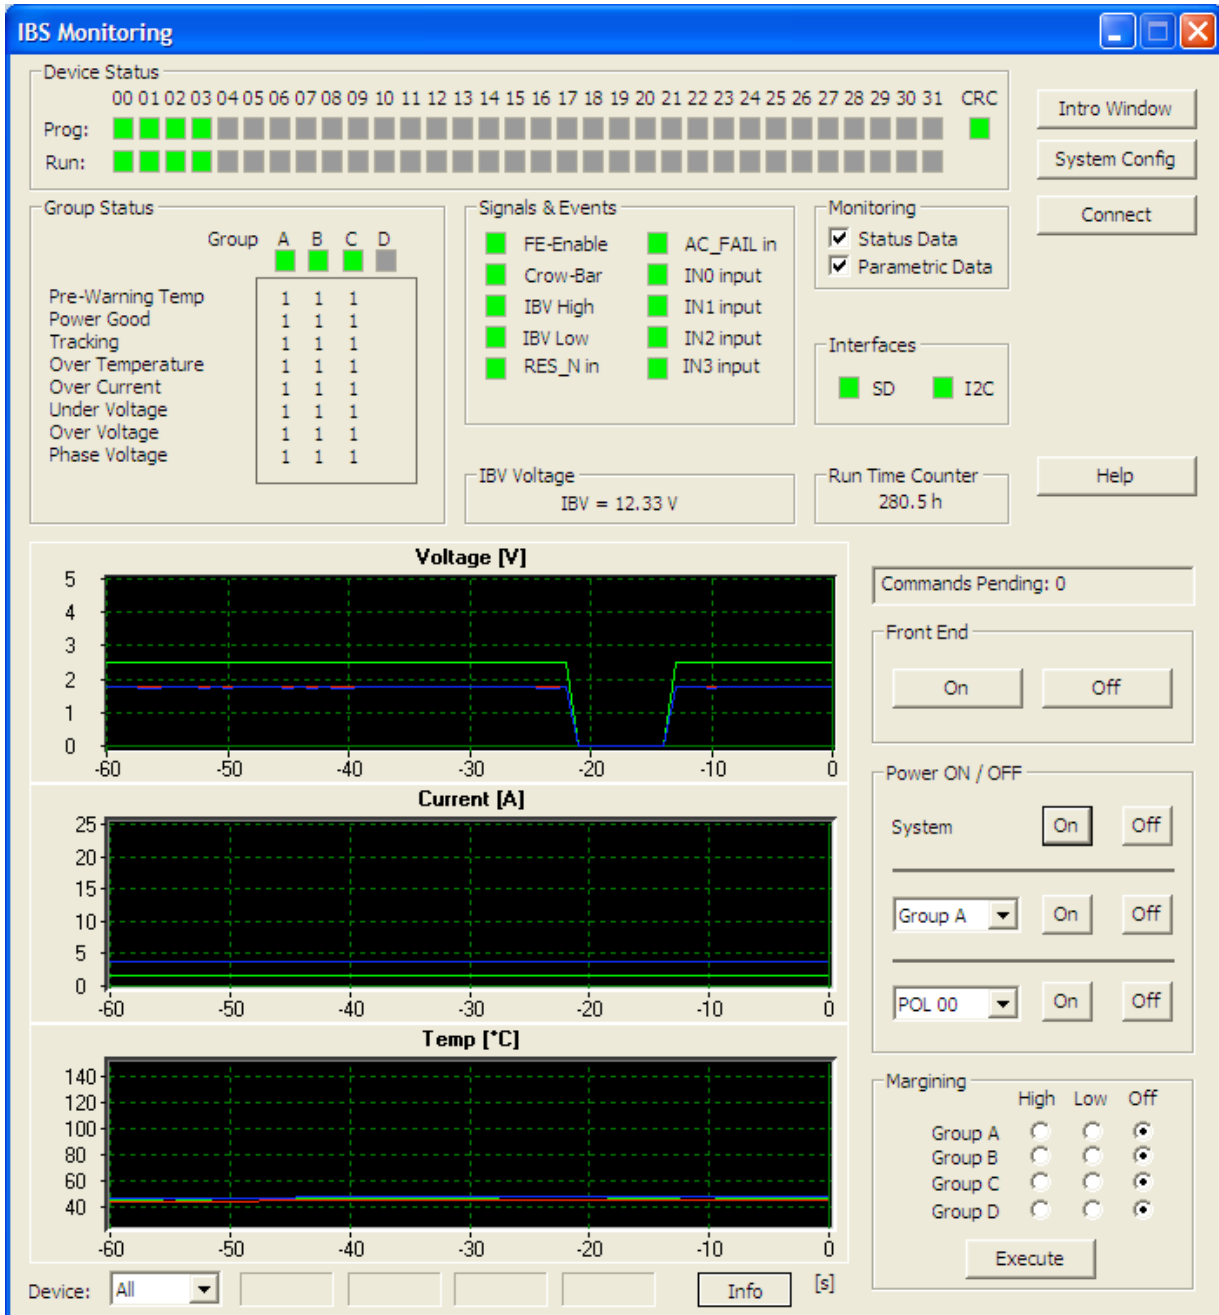 IBS Monitoring
Device Status
00 01 02 03 04 05 06 07 08 09 10 11 12 13 14 15 16 17 18 19 20 21 22 23 24 25 26 27 28 29 30 31 CRC
Prog:
Run:
Intro Window
System Config
Connect
Group Status
Group A B C D
Pre-Warning Temp 1 1 1
Power Good 1 1 1
Tracking 1 1 1
Over Temperature 1 1 1
Over Current 1 1 1
Under Voltage 1 1 1
Over Voltage 1 1 1
Phase Voltage 1 1 1
Signals & Events
FE-Enable AC_FAIL in
Crow-Bar IN0 input
IBV High IN1 input
IBV Low IN2 input
RES_N in IN3 input
Monitoring
Status Data
Parametric Data
Interfaces
SD I2C
IBV Voltage
IBV = 12.33 V
Run Time Counter
280.5 h
Help
Voltage [V]
5
4
3
2
1
0
-60 -50 -40 -30 -20 -10 0
Current [A]
25
20
15
10
5
0
-60 -50 -40 -30 -20 -10 0
Temp [°C]
140
120
100
80
60
40
-60 -50 -40 -30 -20 -10 0
Device: All Info [s]
Commands Pending: 0
Front End
On Off
Power ON / OFF
System On Off
Group A On Off
POL 00 On Off
Margining
High Low Off
Group A
Group B
Group C
Group D
Execute